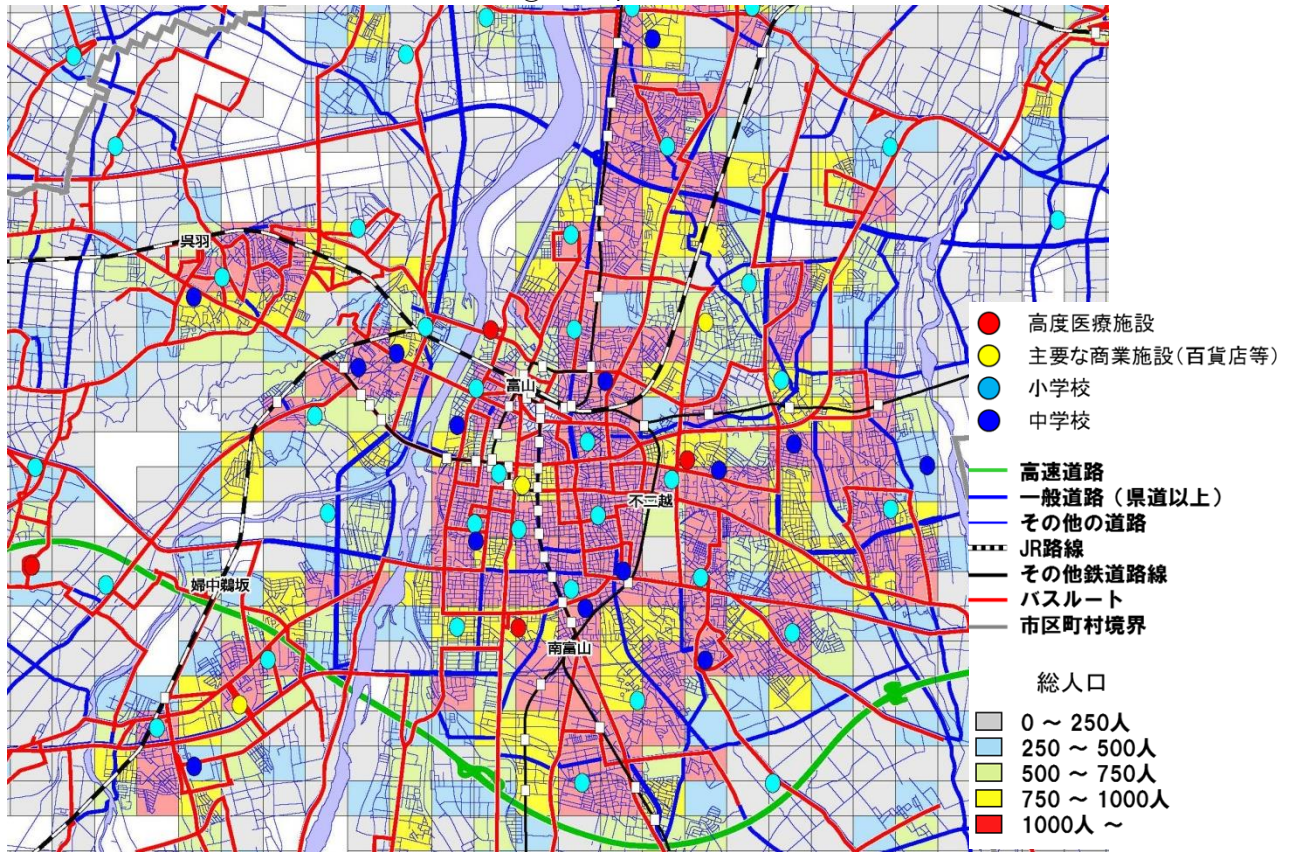 呉羽
富山
不二越
婦中鵜坂
南富山
高度医療施設
主要な商業施設(百貨店等)
小学校
中学校
高速道路
一般道路(県道以上)
その他の道路
JR路線
その他鉄道路線
バスルート
市区町村境界
総人口
0 ～ 250人
250 ～ 500人
500 ～ 750人
750 ～ 1000人
1000人 ～